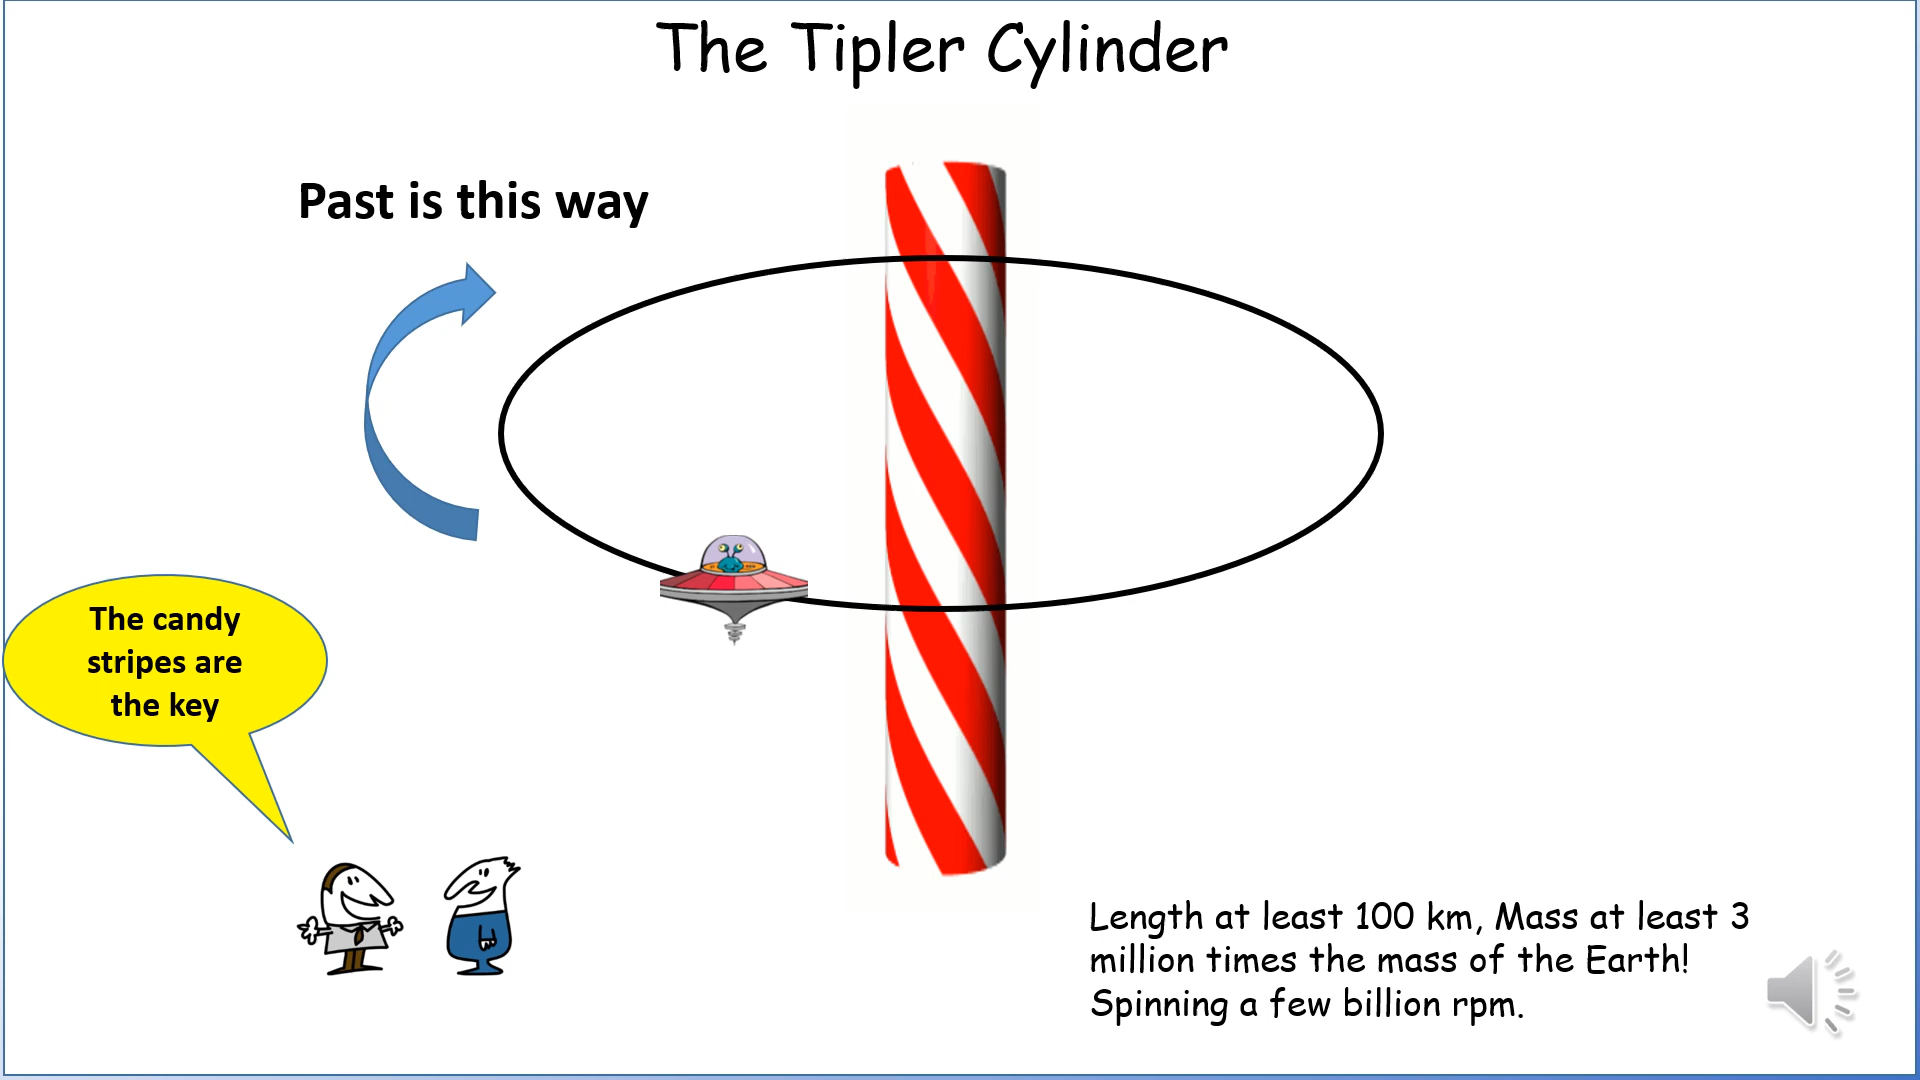 The Tipler Cylinder
Past is this way
The candy
stripes are
the key
Length at least 100 km, Mass at least 3
million times the mass of the Earth!
Spinning a few billion rpm.